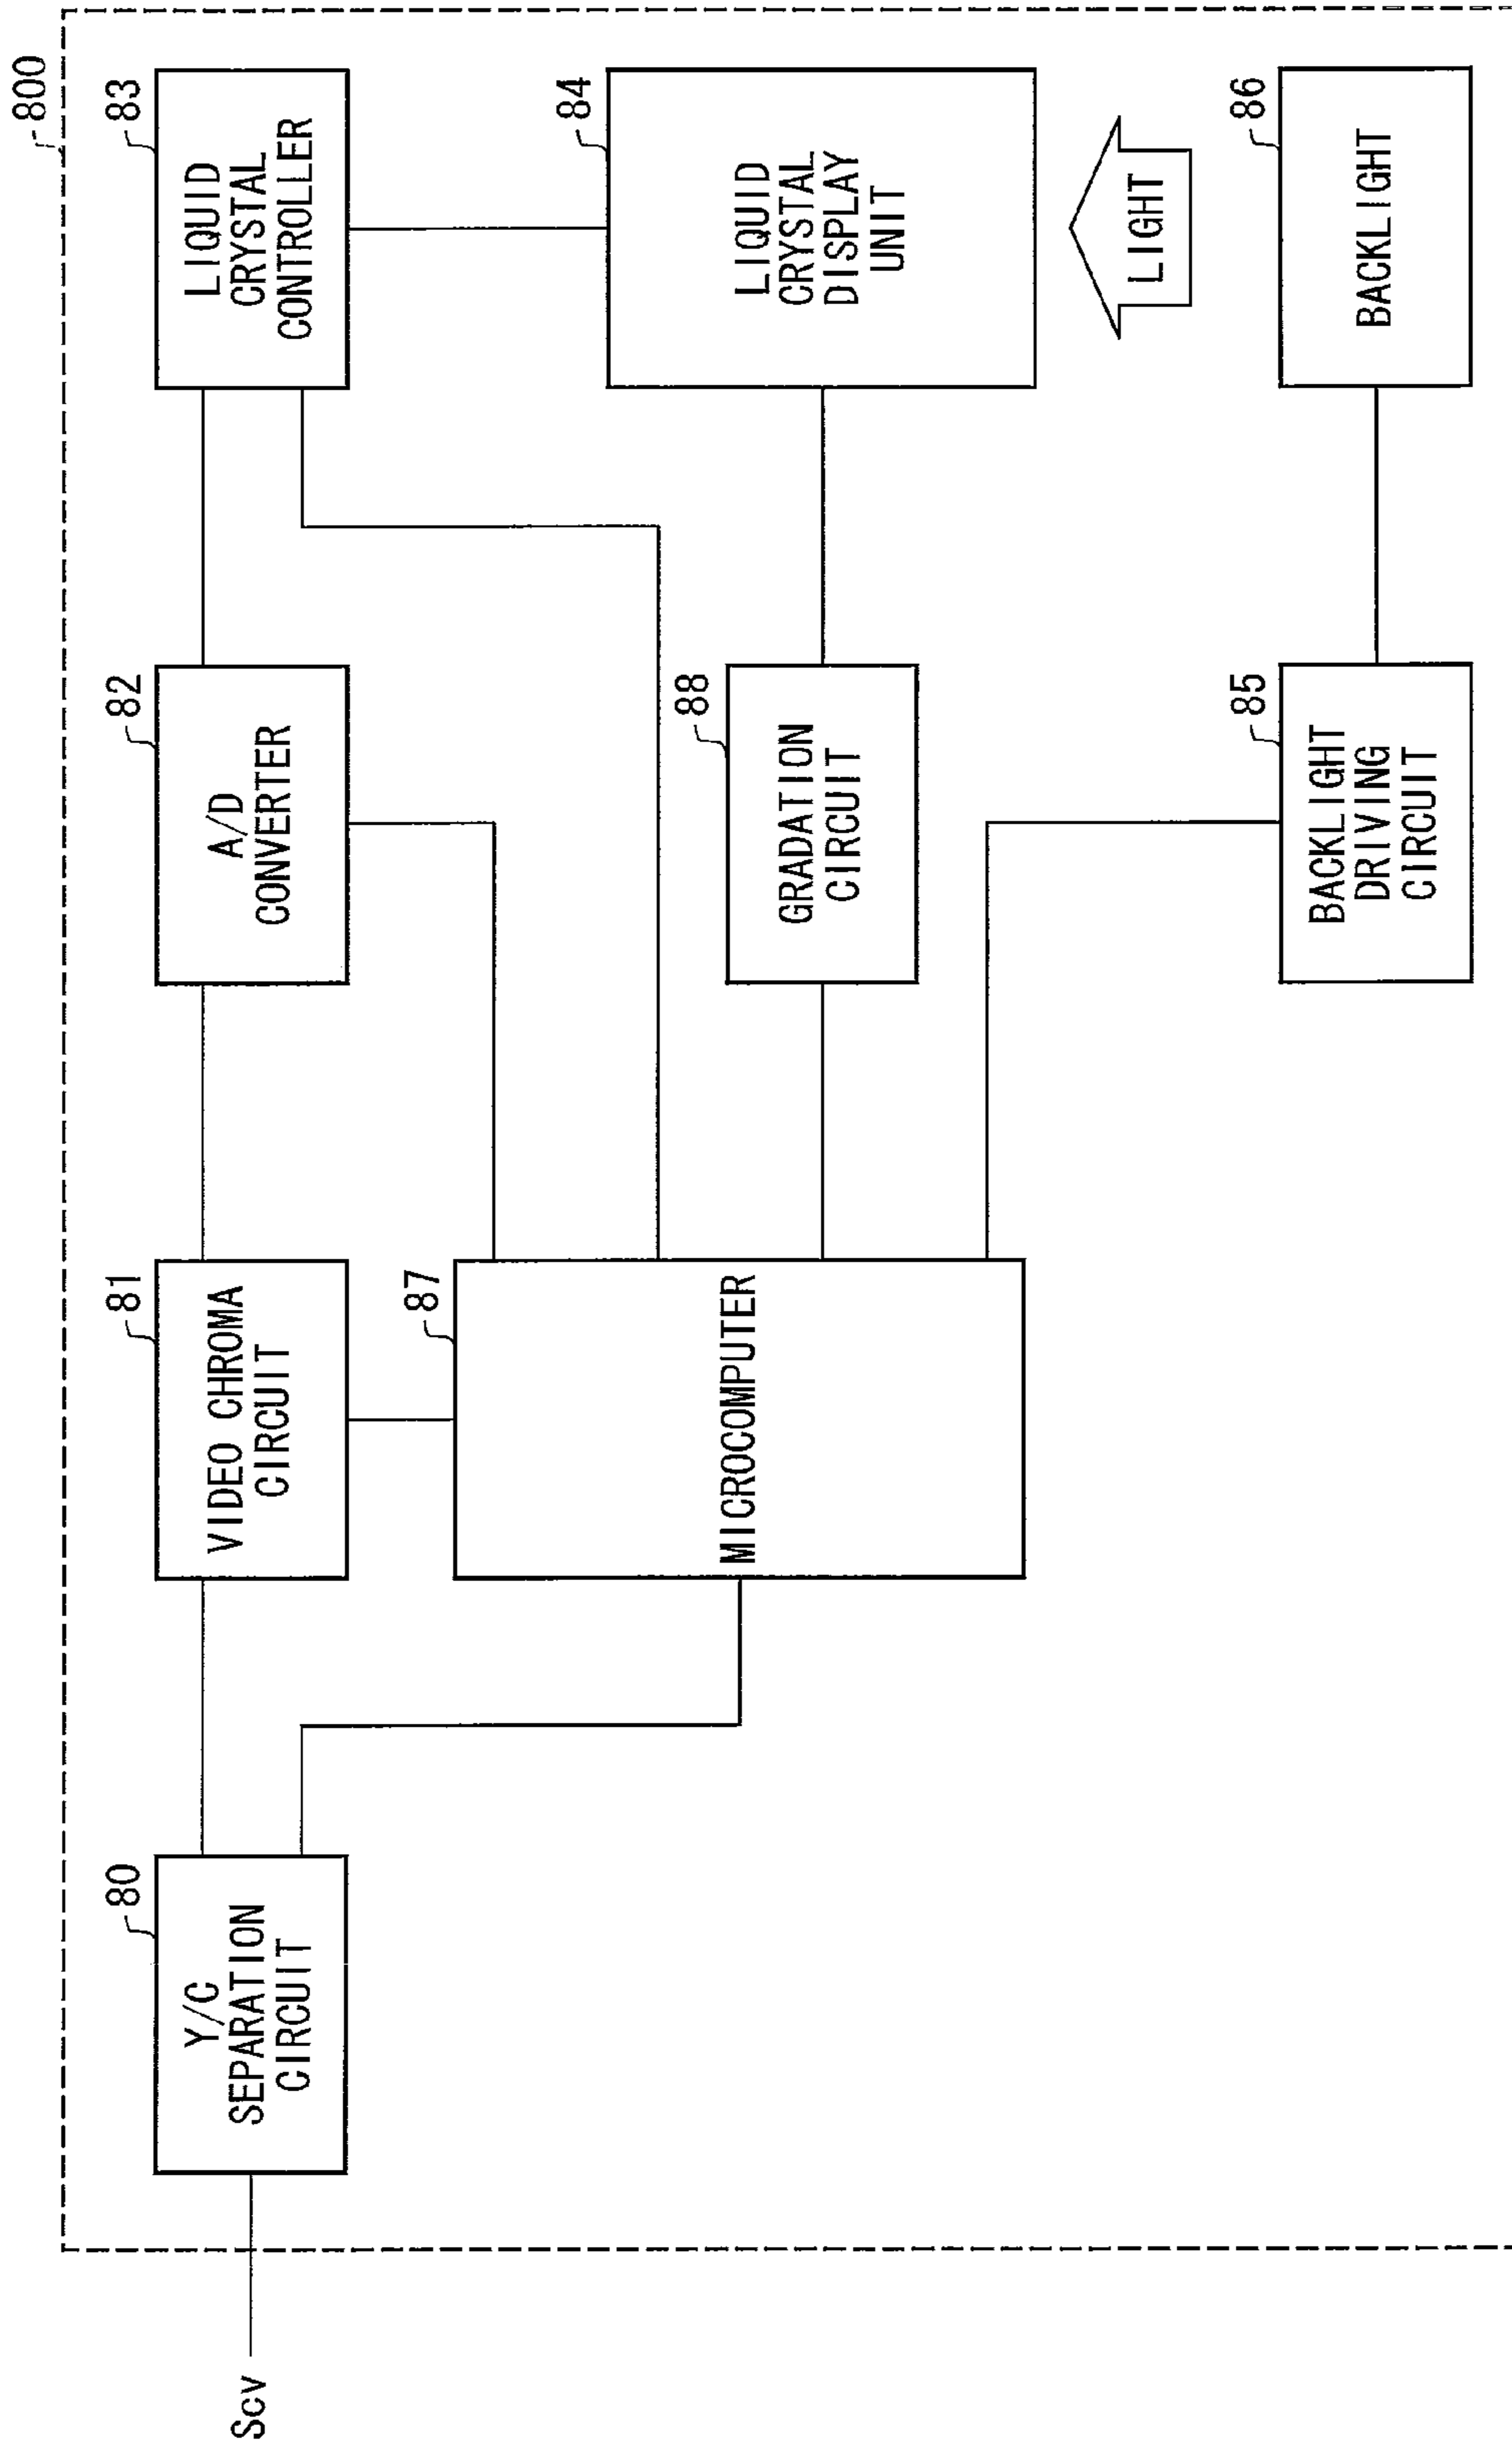 800
80
Y/C
SEPARATION
CIRCUIT
81
VIDEO CHROMA
CIRCUIT
82
A/D
CONVERTER
83
LIQUID
CRYSTAL
CONTROLLER
Scv
87
MICROCOMPUTER
88
GRADATION
CIRCUIT
84
LIQUID
CRYSTAL
DISPLAY
UNIT
LIGHT
85
BACKLIGHT
DRIVING
CIRCUIT
86
BACKLIGHT